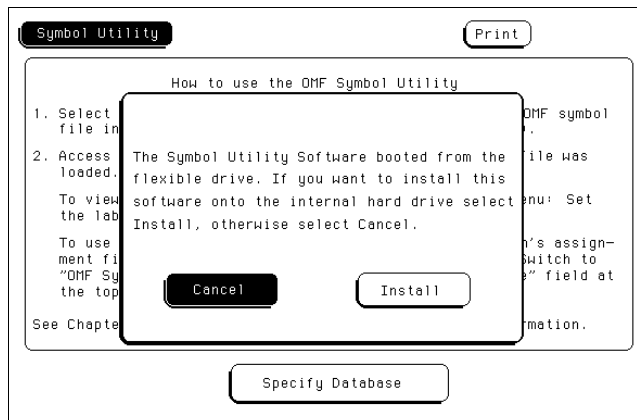 Symbol Utility
Print
How to use the OMF Symbol Utility
1. Select OMF symbol
file in
2. Access file was
loaded.
To view enu: Set
the lab
To use n's assign-
ment fi Switch to
"OMF Sy e" field at
the top
See Chapte rmation.
The Symbol Utility Software booted from the
flexible drive. If you want to install this
software onto the internal hard drive select
Install, otherwise select Cancel.
Cancel
Install
Specify Database